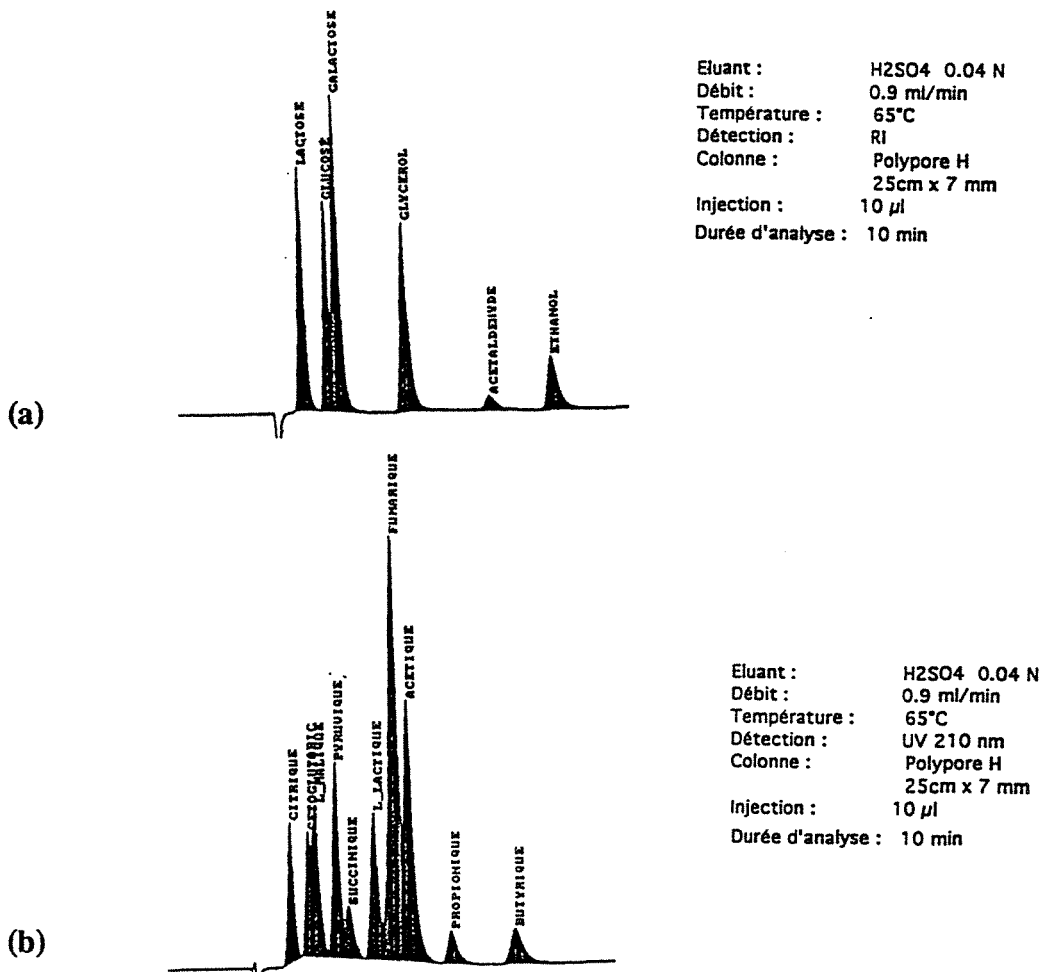 LACTOSE
GLUCOSE
GALACTOSE
GLYCEROL
ACETALDEHYDE
ETHANOL
Eluant : H2SO4 0.04 N
Débit : 0.9 ml/min
Température : 65°C
Détection : RI
Colonne : Polypore H
25cm x 7 mm
Injection : 10 µl
Durée d'analyse : 10 min
(a)
CITRIQUE
CETOGLUTORIC
L_MALIQUE
PYRUVIQUE
SUCCINIQUE
L_LACTIQUE
FUMARIQUE
ACETIQUE
PROPIONIQUE
BUTYRIQUE
Eluant : H2SO4 0.04 N
Débit : 0.9 ml/min
Température : 65°C
Détection : UV 210 nm
Colonne : Polypore H
25cm x 7 mm
Injection : 10 µl
Durée d'analyse : 10 min
(b)